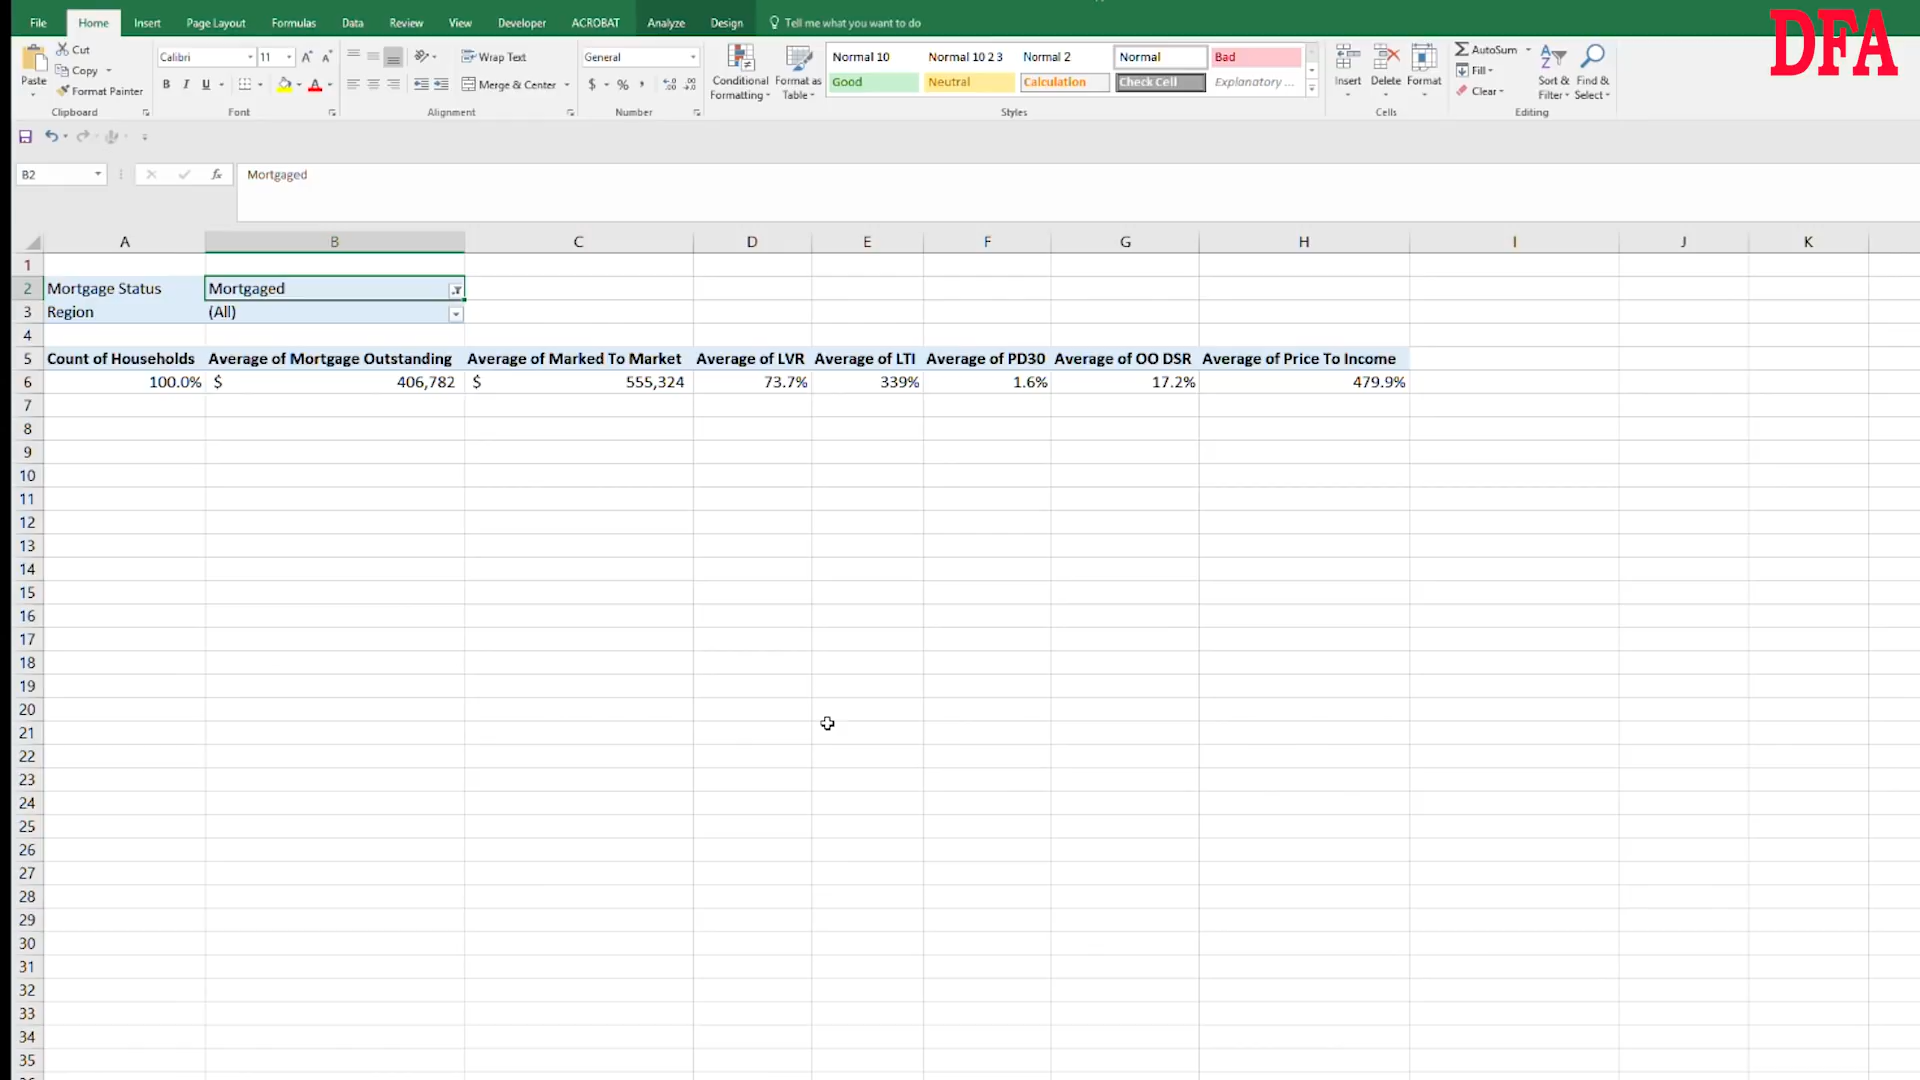 File Home Insert Page Layout Formulas Data Review View Developer ACROBAT Analyze Design Tell me what you want to do
DFA
Paste Cut Copy Format Painter Clipboard
Calibri 11 B I U Font
Wrap Text Merge & Center Alignment
General $ % , Number
Conditional Formatting Format as Table
Normal 10 Normal 10 2 3 Normal 2 Normal Bad
Good Neutral Calculation Check Cell Explanatory ...
Styles
Insert Delete Format Cells
AutoSum Fill Clear Sort & Filter Find & Select Editing
B2 fx Mortgaged
A B C D E F G H I J K
1
2 Mortgage Status Mortgaged
3 Region (All)
4
5 Count of Households Average of Mortgage Outstanding Average of Marked To Market Average of LVR Average of LTI Average of PD30 Average of OO DSR Average of Price To Income
6 100.0% $ 406,782 $ 555,324 73.7% 339% 1.6% 17.2% 479.9%
7
8
9
10
11
12
13
14
15
16
17
18
19
20
21
22
23
24
25
26
27
28
29
30
31
32
33
34
35